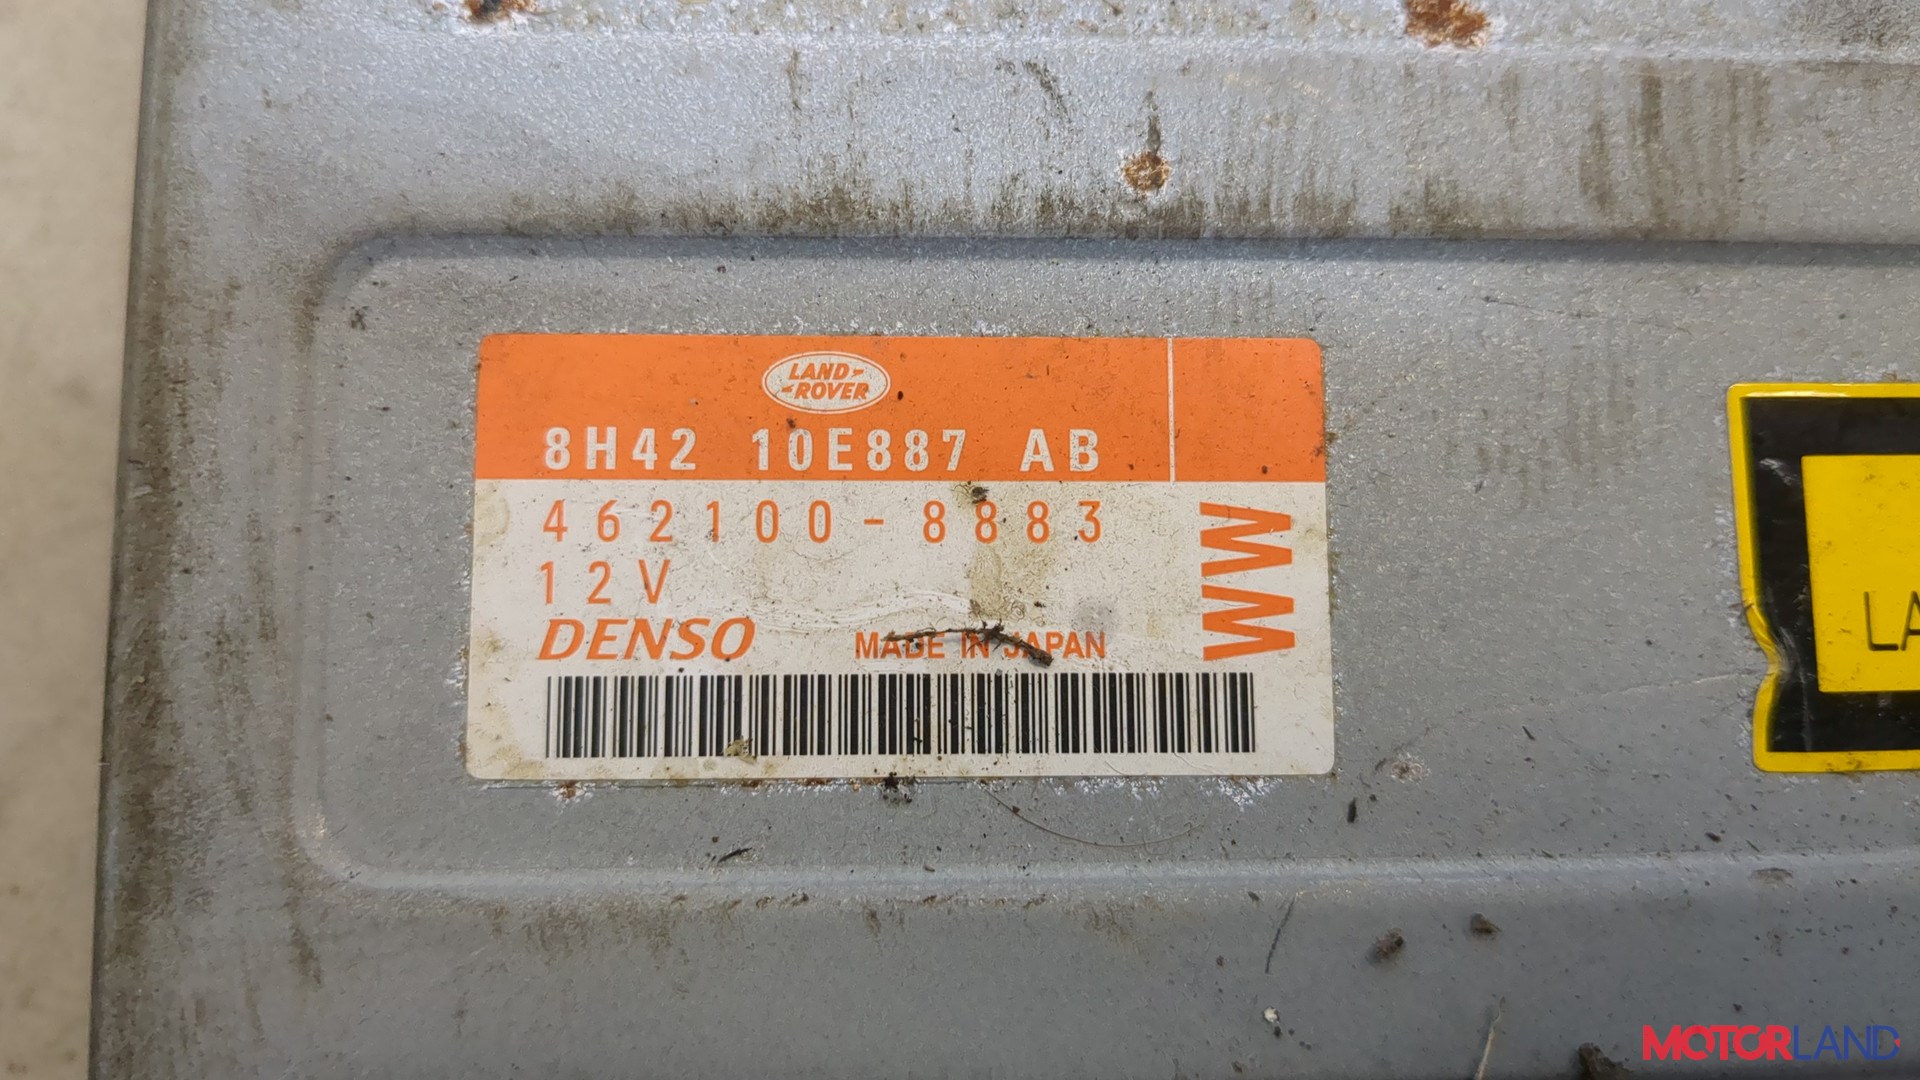 LAND-
-ROVER
8H42 10E887 AB
462100-8883
12V
DENSO MADE IN JAPAN
WW
LA
MOTORLAND